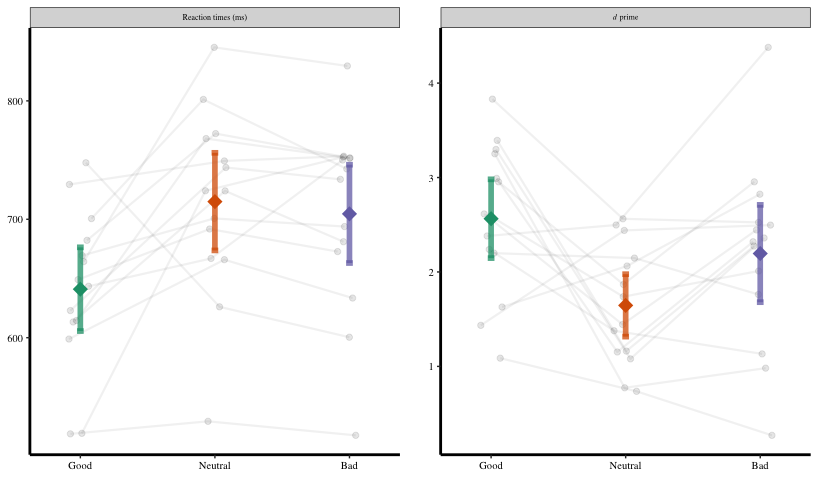 Reaction times (ms)
d prime
800
700
600
4
3
2
1
Good
Neutral
Bad
Good
Neutral
Bad